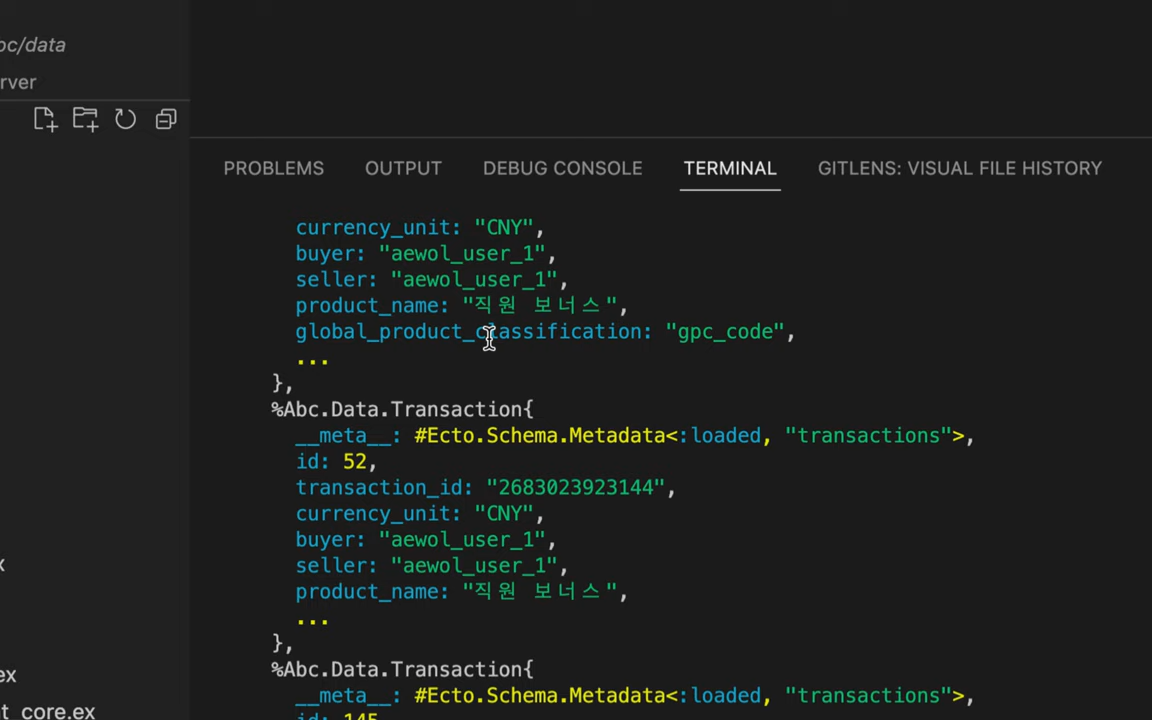 bc/data
rver
PROBLEMS OUTPUT DEBUG CONSOLE TERMINAL GITLENS: VISUAL FILE HISTORY
currency_unit: "CNY",
buyer: "aewol_user_1",
seller: "aewol_user_1",
product_name: "직원 보너스",
global_product_classification: "gpc_code",
...
},
%Abc.Data.Transaction{
__meta__: #Ecto.Schema.Metadata<:loaded, "transactions">,
id: 52,
transaction_id: "2683023923144",
currency_unit: "CNY",
buyer: "aewol_user_1",
seller: "aewol_user_1",
product_name: "직원 보너스",
...
},
%Abc.Data.Transaction{
__meta__: #Ecto.Schema.Metadata<:loaded, "transactions">,
id: 145,
x
ex
t_core.ex